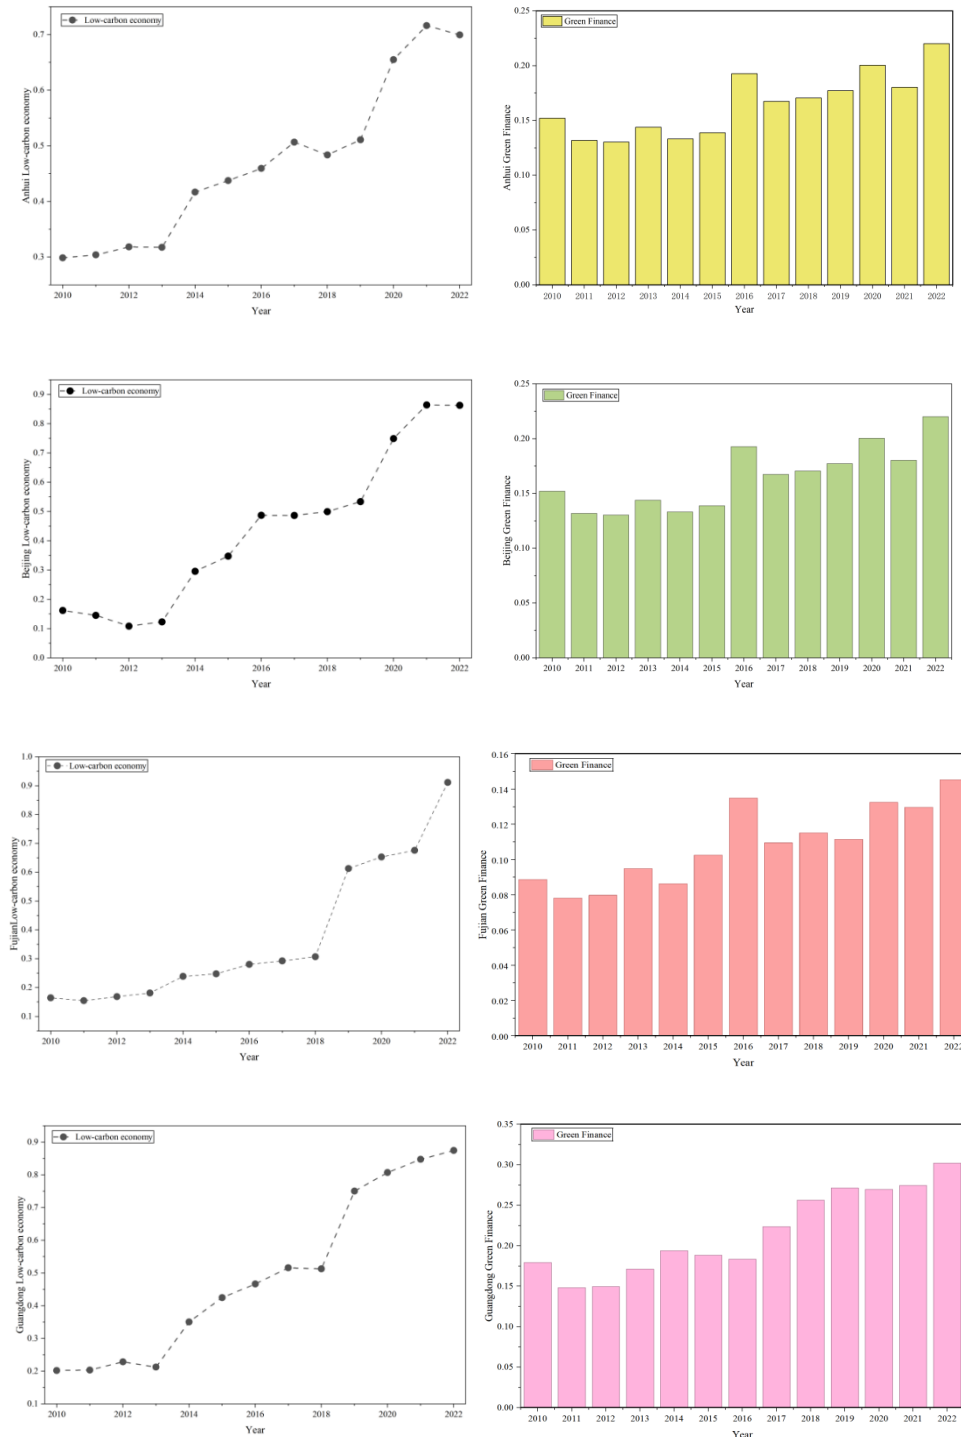 Low-carbon economy
Anhui Low-carbon economy
0.7
0.6
0.5
0.4
0.3
2010 2012 2014 2016 2018 2020 2022
Year
Green Finance
Anhui Green Finance
0.25
0.20
0.15
0.10
0.05
0.00
2010 2011 2012 2013 2014 2015 2016 2017 2018 2019 2020 2021 2022
Year
Low-carbon economy
Beijing Low-carbon economy
0.9
0.8
0.7
0.6
0.5
0.4
0.3
0.2
0.1
0.0
2010 2012 2014 2016 2018 2020 2022
Year
Green Finance
Beijing Green Finance
0.25
0.20
0.15
0.10
0.05
0.00
2010 2011 2012 2013 2014 2015 2016 2017 2018 2019 2020 2021 2022
Year
Low-carbon economy
FujianLow-carbon economy
1.0
0.9
0.8
0.7
0.6
0.5
0.4
0.3
0.2
0.1
2010 2012 2014 2016 2018 2020 2022
Year
Green Finance
Fujian Green Finance
0.16
0.14
0.12
0.10
0.08
0.06
0.04
0.02
0.00
2010 2011 2012 2013 2014 2015 2016 2017 2018 2019 2020 2021 2022
Year
Low-carbon economy
Guangdong Low-carbon economy
0.9
0.8
0.7
0.6
0.5
0.4
0.3
0.2
0.1
2010 2012 2014 2016 2018 2020 2022
Year
Green Finance
Guangdong Green Finance
0.35
0.30
0.25
0.20
0.15
0.10
0.05
0.00
2010 2011 2012 2013 2014 2015 2016 2017 2018 2019 2020 2021 2022
Year